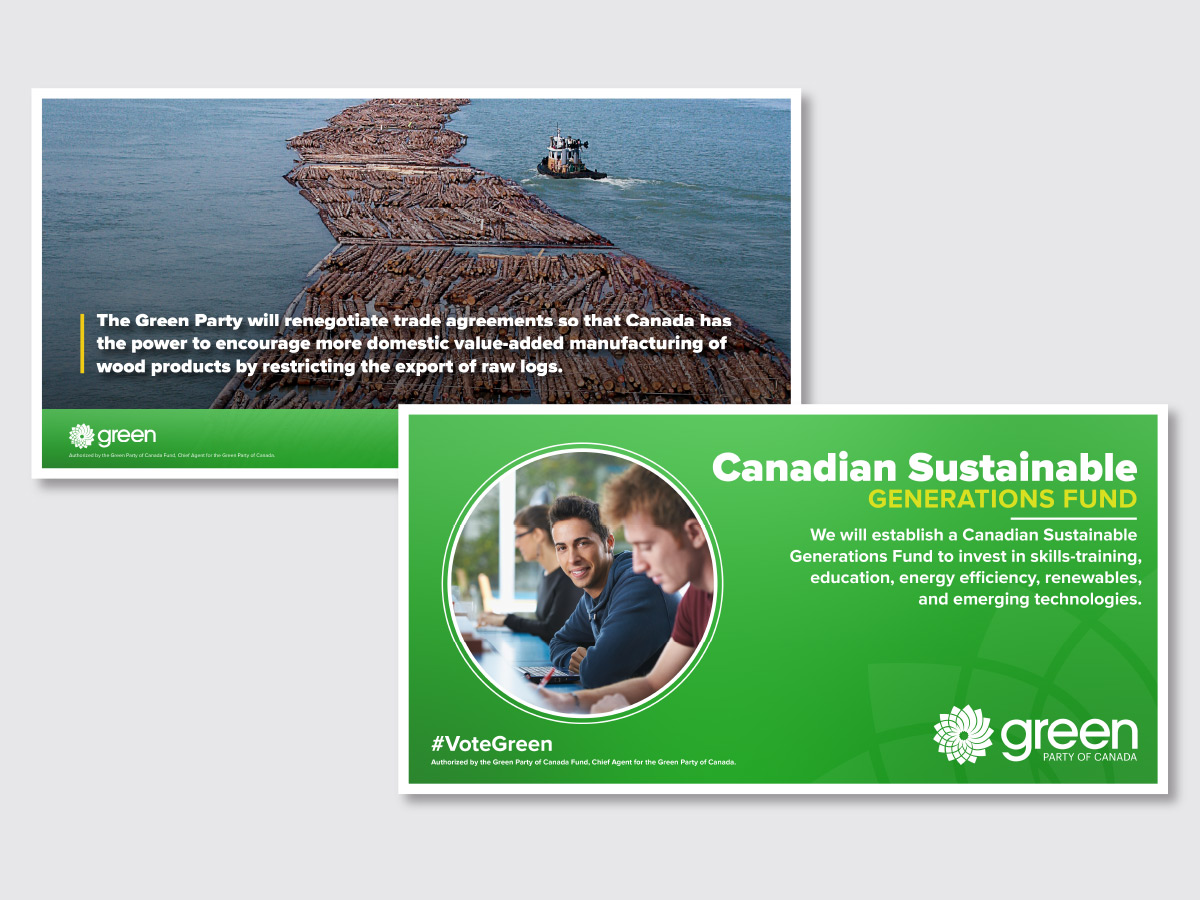 The Green Party will renegotiate trade agreements so that Canada has
the power to encourage more domestic value-added manufacturing of
wood products by restricting the export of raw logs.
green
Authorized by the Green Party of Canada Fund, Chief Agent for the Green Party of Canada.
Canadian Sustainable
GENERATIONS FUND
We will establish a Canadian Sustainable
Generations Fund to invest in skills-training,
education, energy efficiency, renewables,
and emerging technologies.
#VoteGreen
Authorized by the Green Party of Canada Fund, Chief Agent for the Green Party of Canada.
green
PARTY OF CANADA